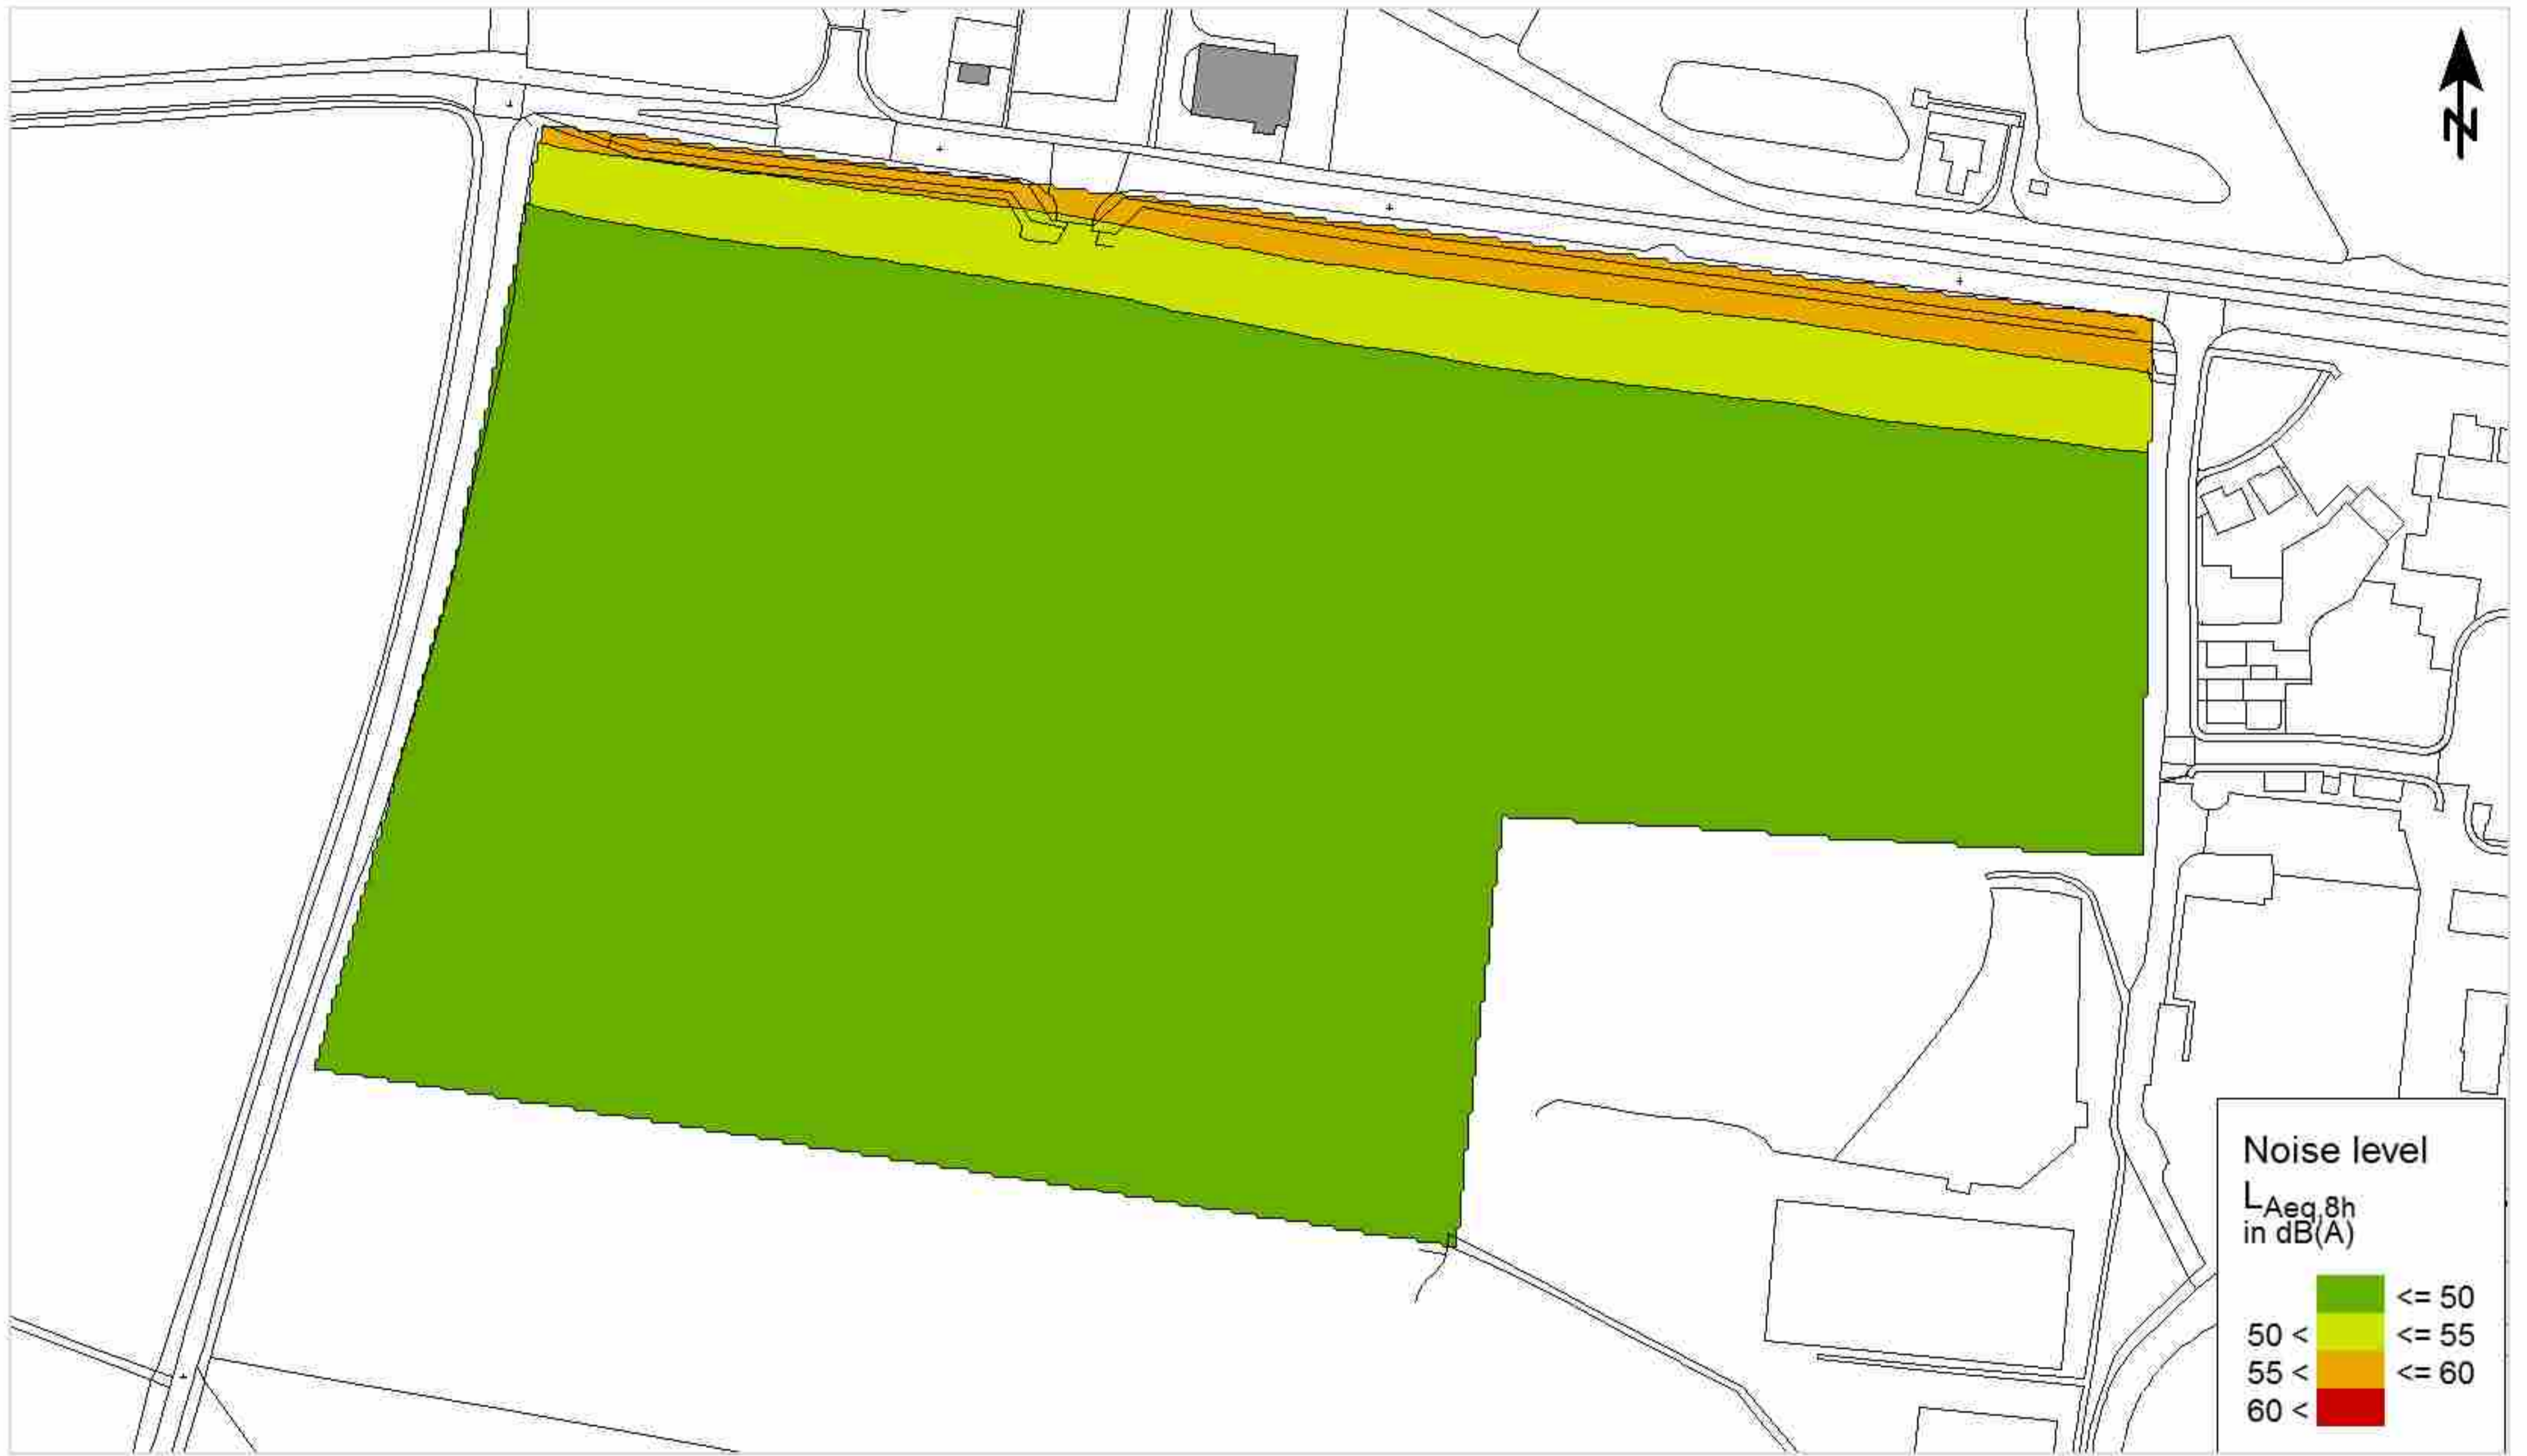 N
Noise level
LAeq,8h
in dB(A)
<= 50
50 < <= 55
55 < <= 60
60 <